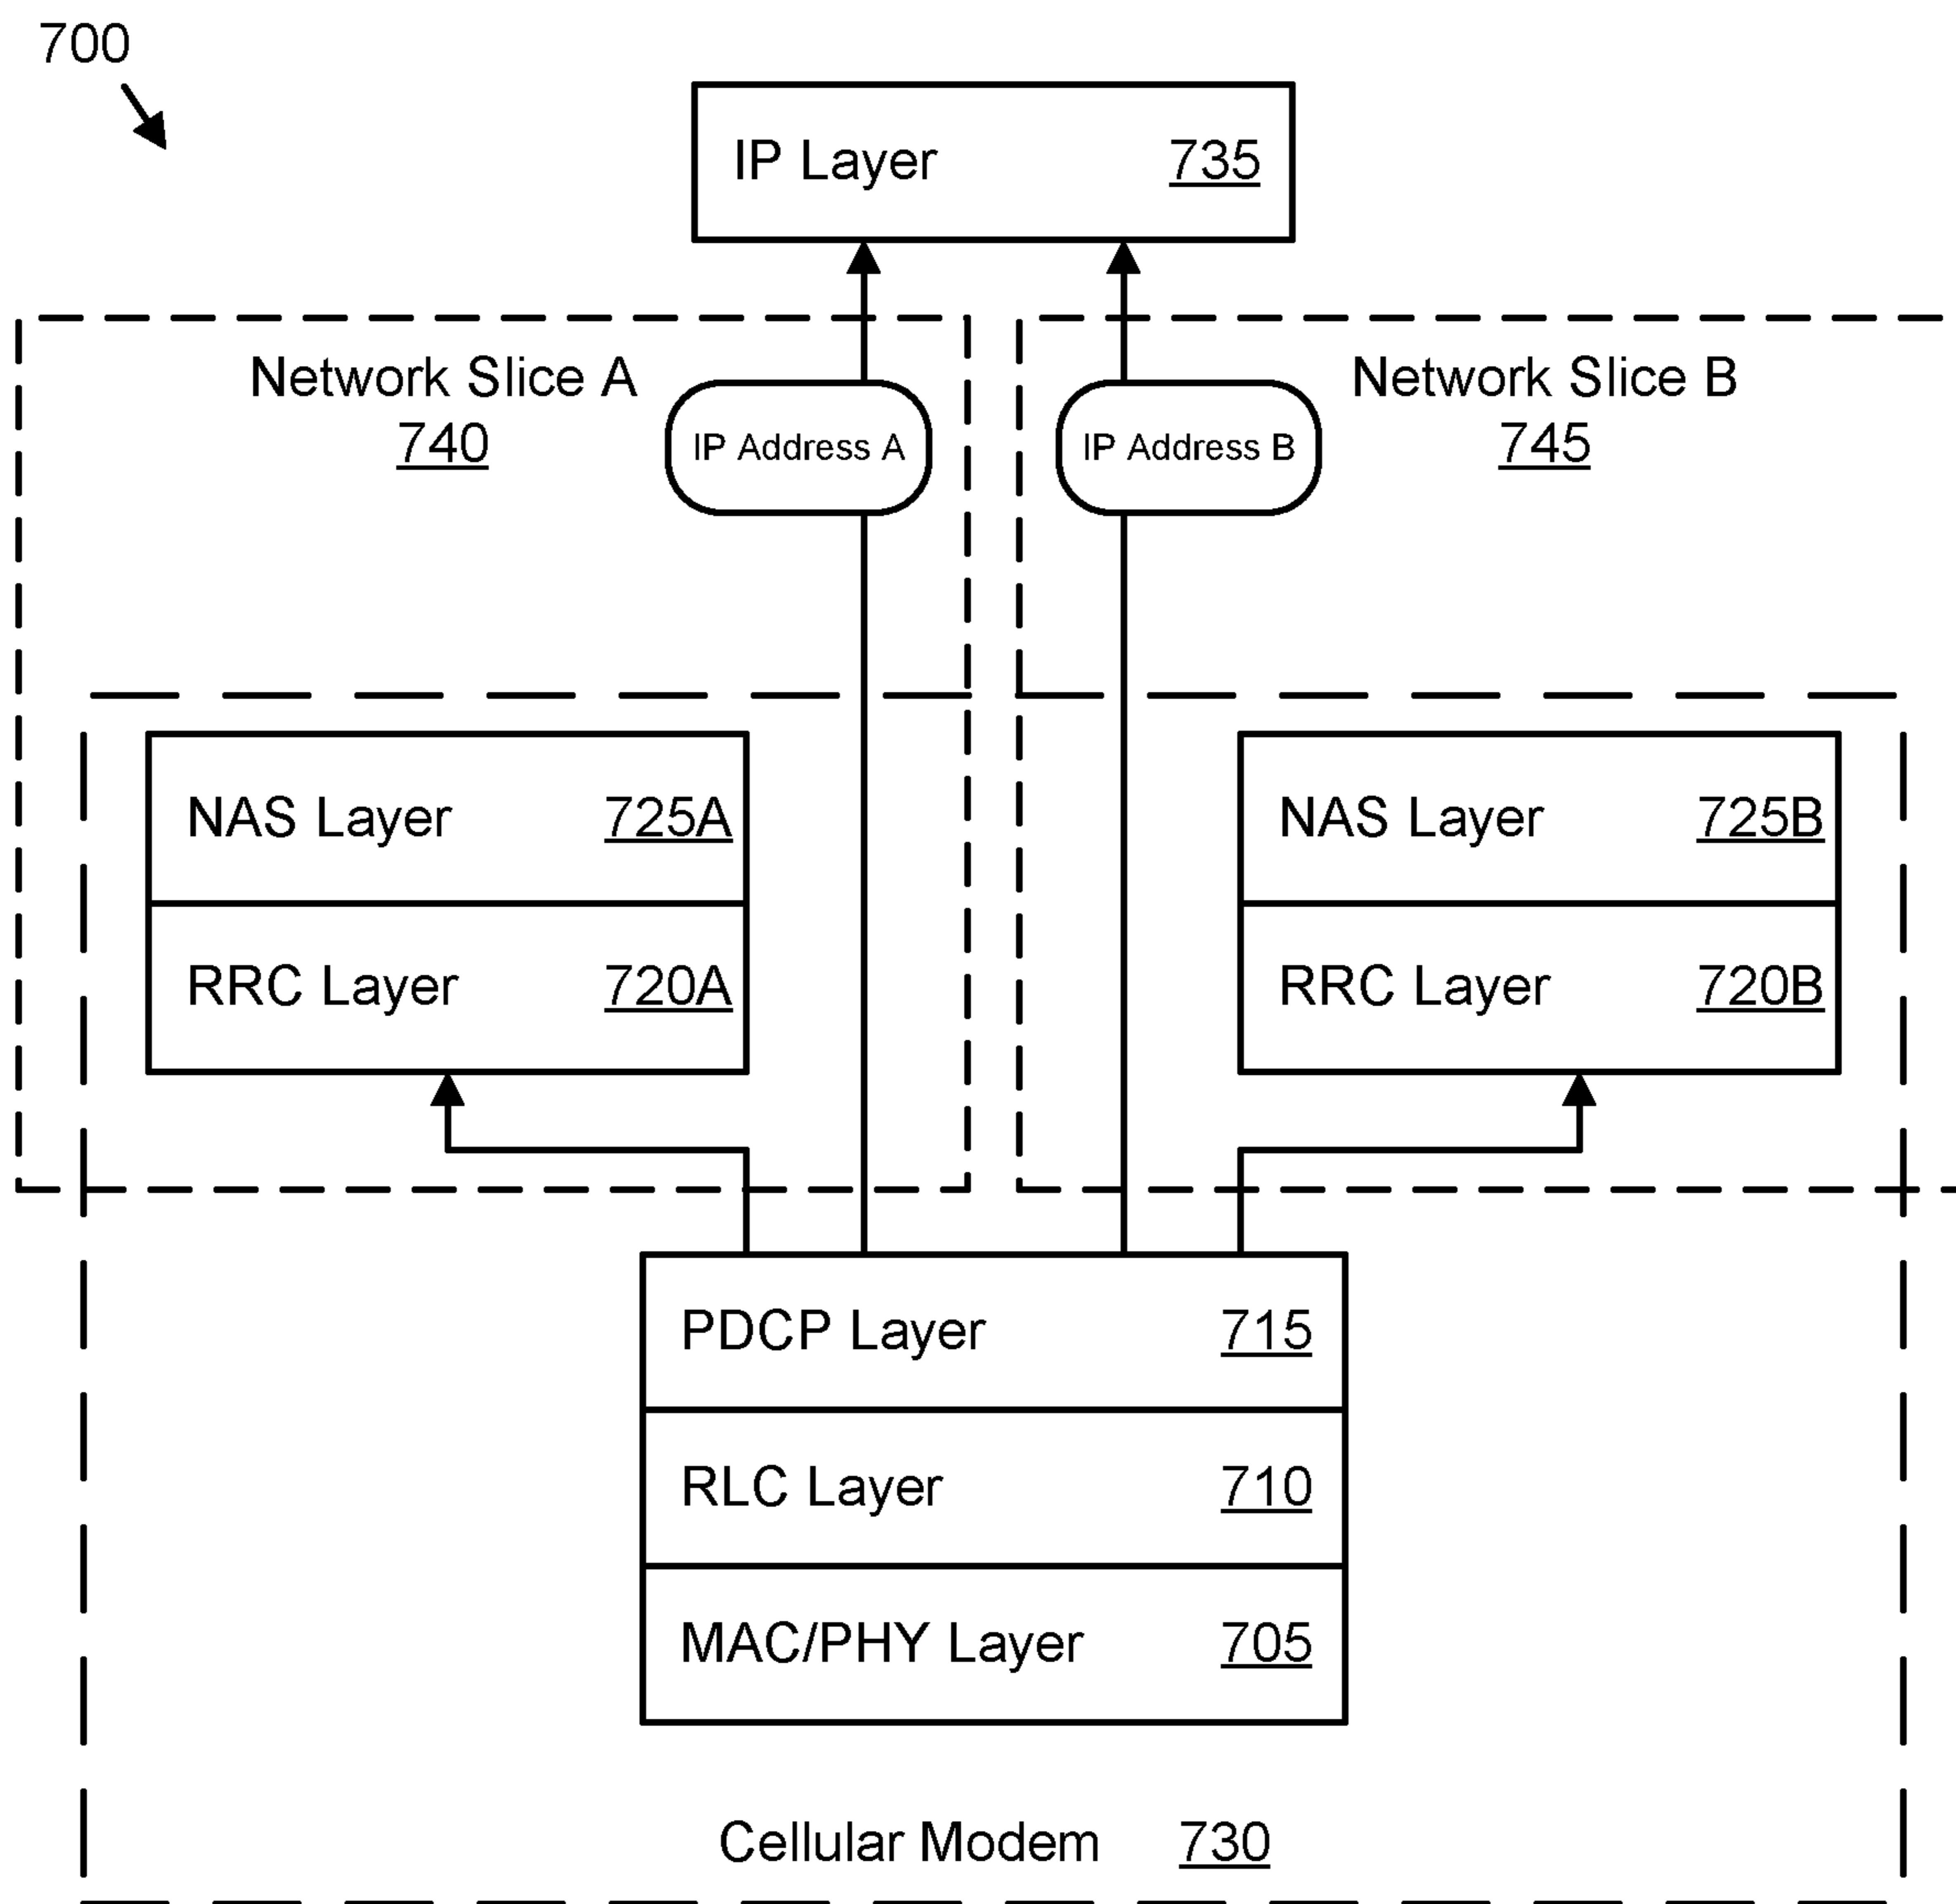 700
IP Layer 735
Network Slice A
740
IP Address A
IP Address B
Network Slice B
745
NAS Layer 725A
RRC Layer 720A
NAS Layer 725B
RRC Layer 720B
PDCP Layer 715
RLC Layer 710
MAC/PHY Layer 705
Cellular Modem 730